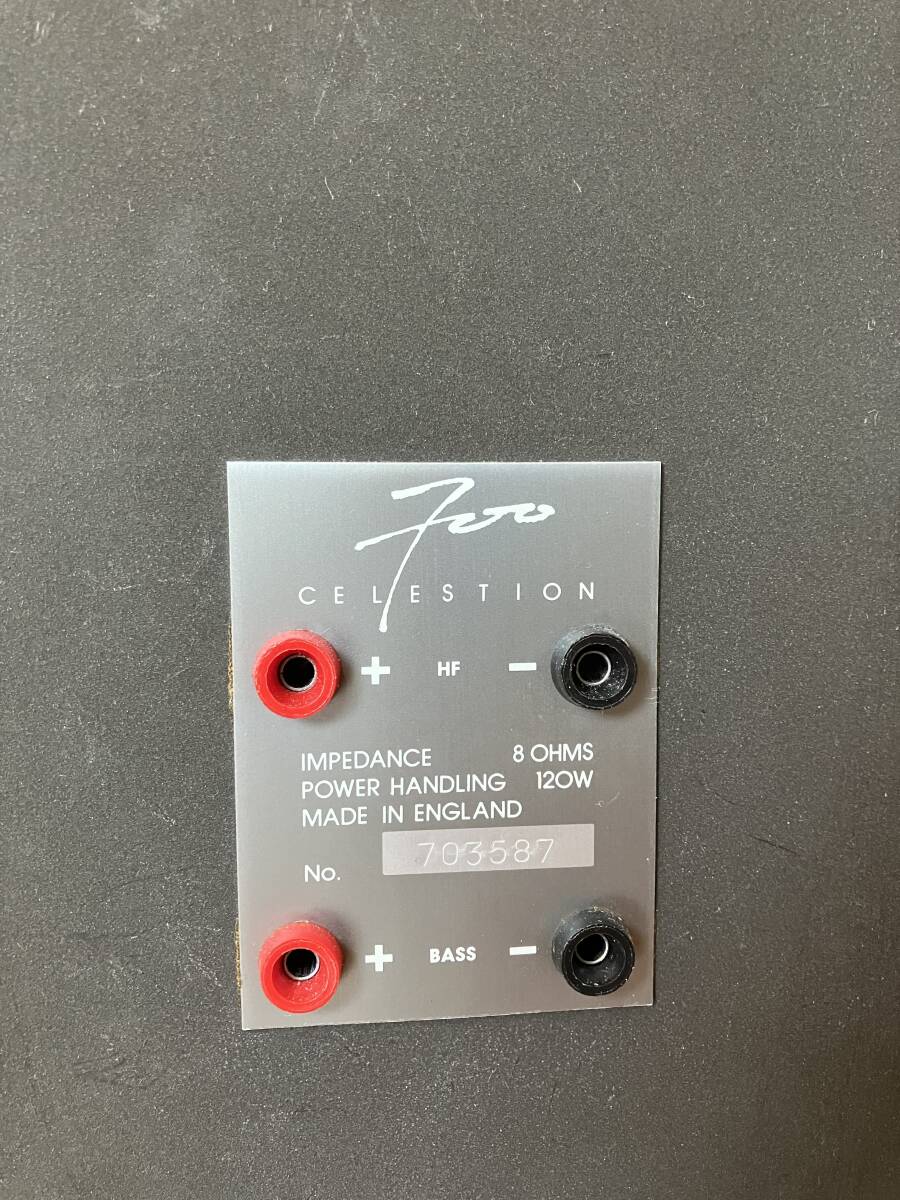 700
CELESTION
+ HF −
IMPEDANCE 8 OHMS
POWER HANDLING 120W
MADE IN ENGLAND
No. 703587
+ BASS −